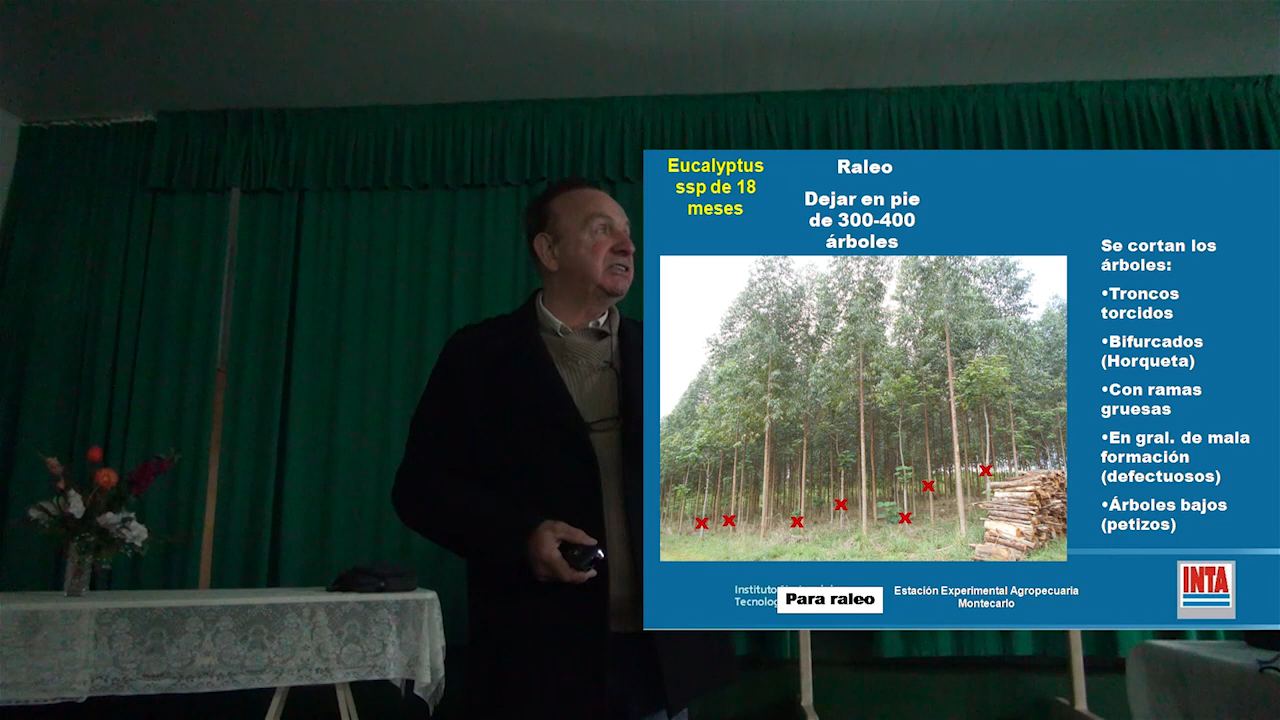 Eucalyptus
ssp de 18
meses
Raleo
Dejar en pie
de 300-400
árboles
Se cortan los
árboles:
•Troncos
torcidos
•Bifurcados
(Horqueta)
•Con ramas
gruesas
•En gral. de mala
formación
(defectuosos)
•Árboles bajos
(petizos)
X
X
X
X
X
X
X
Instituto
Para raleo
Estación Experimental Agropecuaria
Montecarlo
INTA